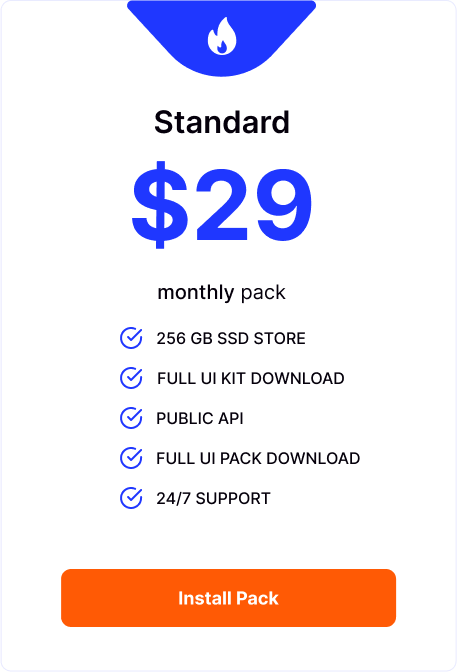 Standard
$29
monthly pack
256 GB SSD STORE
FULL UI KIT DOWNLOAD
PUBLIC API
FULL UI PACK DOWNLOAD
24/7 SUPPORT
Install Pack